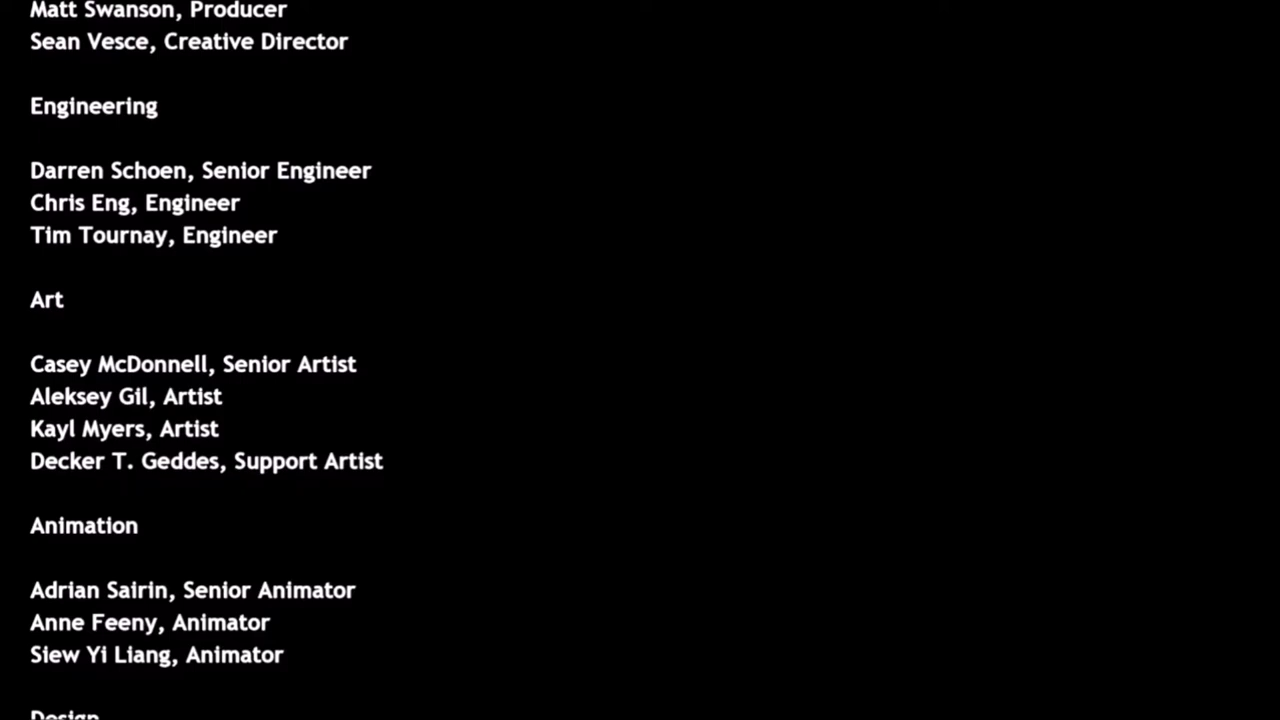 Matt Swanson, Producer
Sean Vesce, Creative Director
Engineering
Darren Schoen, Senior Engineer
Chris Eng, Engineer
Tim Tournay, Engineer
Art
Casey McDonnell, Senior Artist
Aleksey Gil, Artist
Kayl Myers, Artist
Decker T. Geddes, Support Artist
Animation
Adrian Sairin, Senior Animator
Anne Feeny, Animator
Siew Yi Liang, Animator
Design